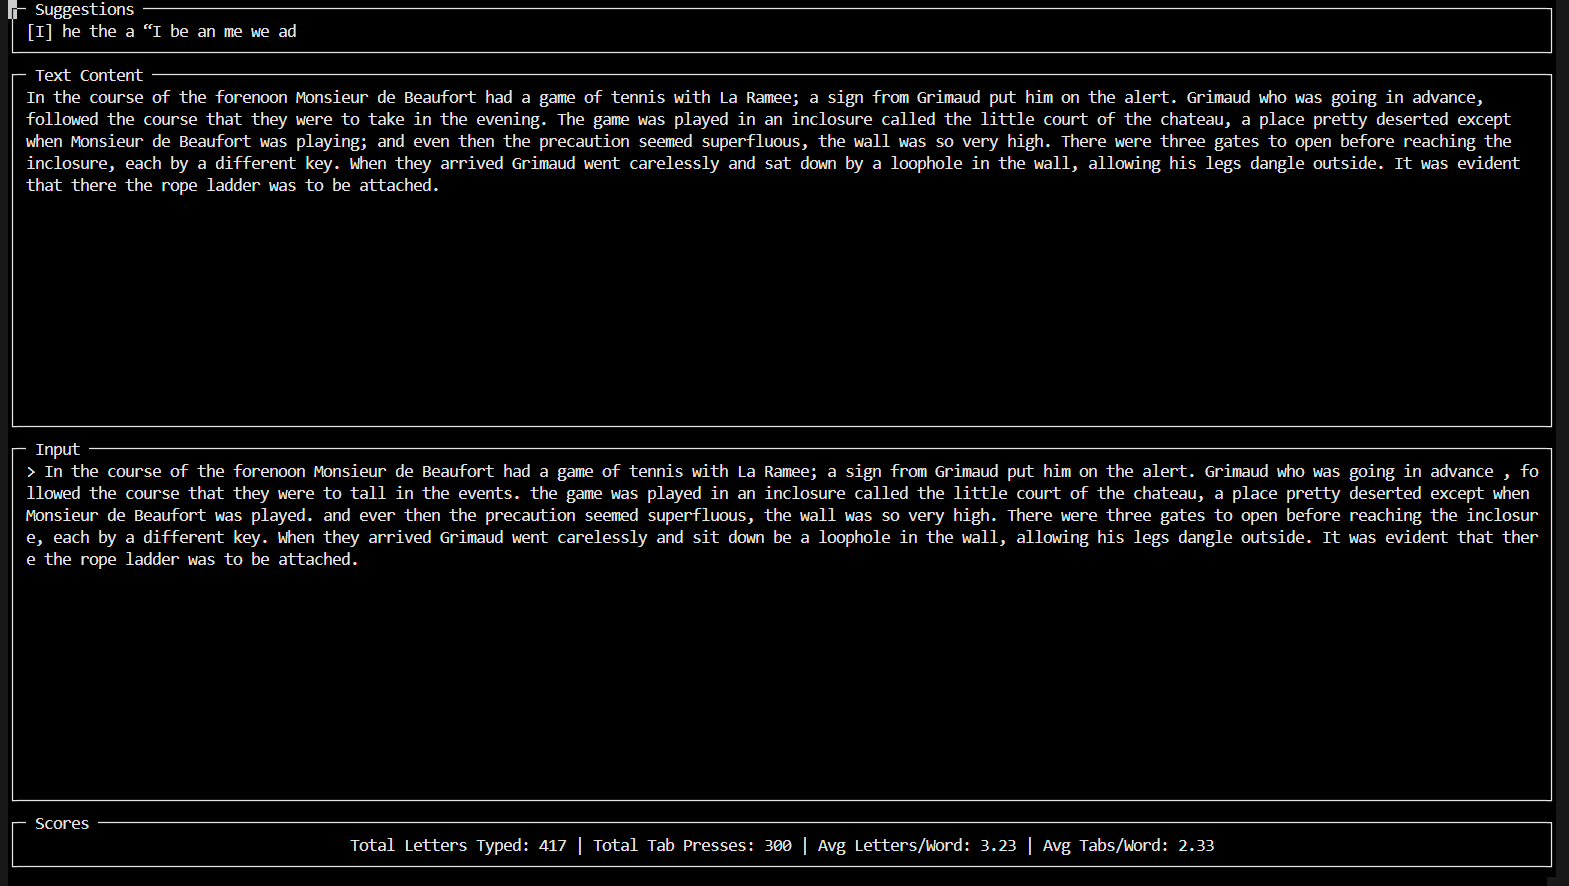 Suggestions
[I] he the a “I be an me we ad
Text Content
In the course of the forenoon Monsieur de Beaufort had a game of tennis with La Ramee; a sign from Grimaud put him on the alert. Grimaud who was going in advance,
followed the course that they were to take in the evening. The game was played in an inclosure called the little court of the chateau, a place pretty deserted except
when Monsieur de Beaufort was playing; and even then the precaution seemed superfluous, the wall was so very high. There were three gates to open before reaching the
inclosure, each by a different key. When they arrived Grimaud went carelessly and sat down by a loophole in the wall, allowing his legs dangle outside. It was evident
that there the rope ladder was to be attached.
Input
> In the course of the forenoon Monsieur de Beaufort had a game of tennis with La Ramee; a sign from Grimaud put him on the alert. Grimaud who was going in advance , fo
llowed the course that they were to tall in the events. the game was played in an inclosure called the little court of the chateau, a place pretty deserted except when
Monsieur de Beaufort was played. and ever then the precaution seemed superfluous, the wall was so very high. There were three gates to open before reaching the inclosur
e, each by a different key. When they arrived Grimaud went carelessly and sit down be a loophole in the wall, allowing his legs dangle outside. It was evident that ther
e the rope ladder was to be attached.
Scores
Total Letters Typed: 417 | Total Tab Presses: 300 | Avg Letters/Word: 3.23 | Avg Tabs/Word: 2.33